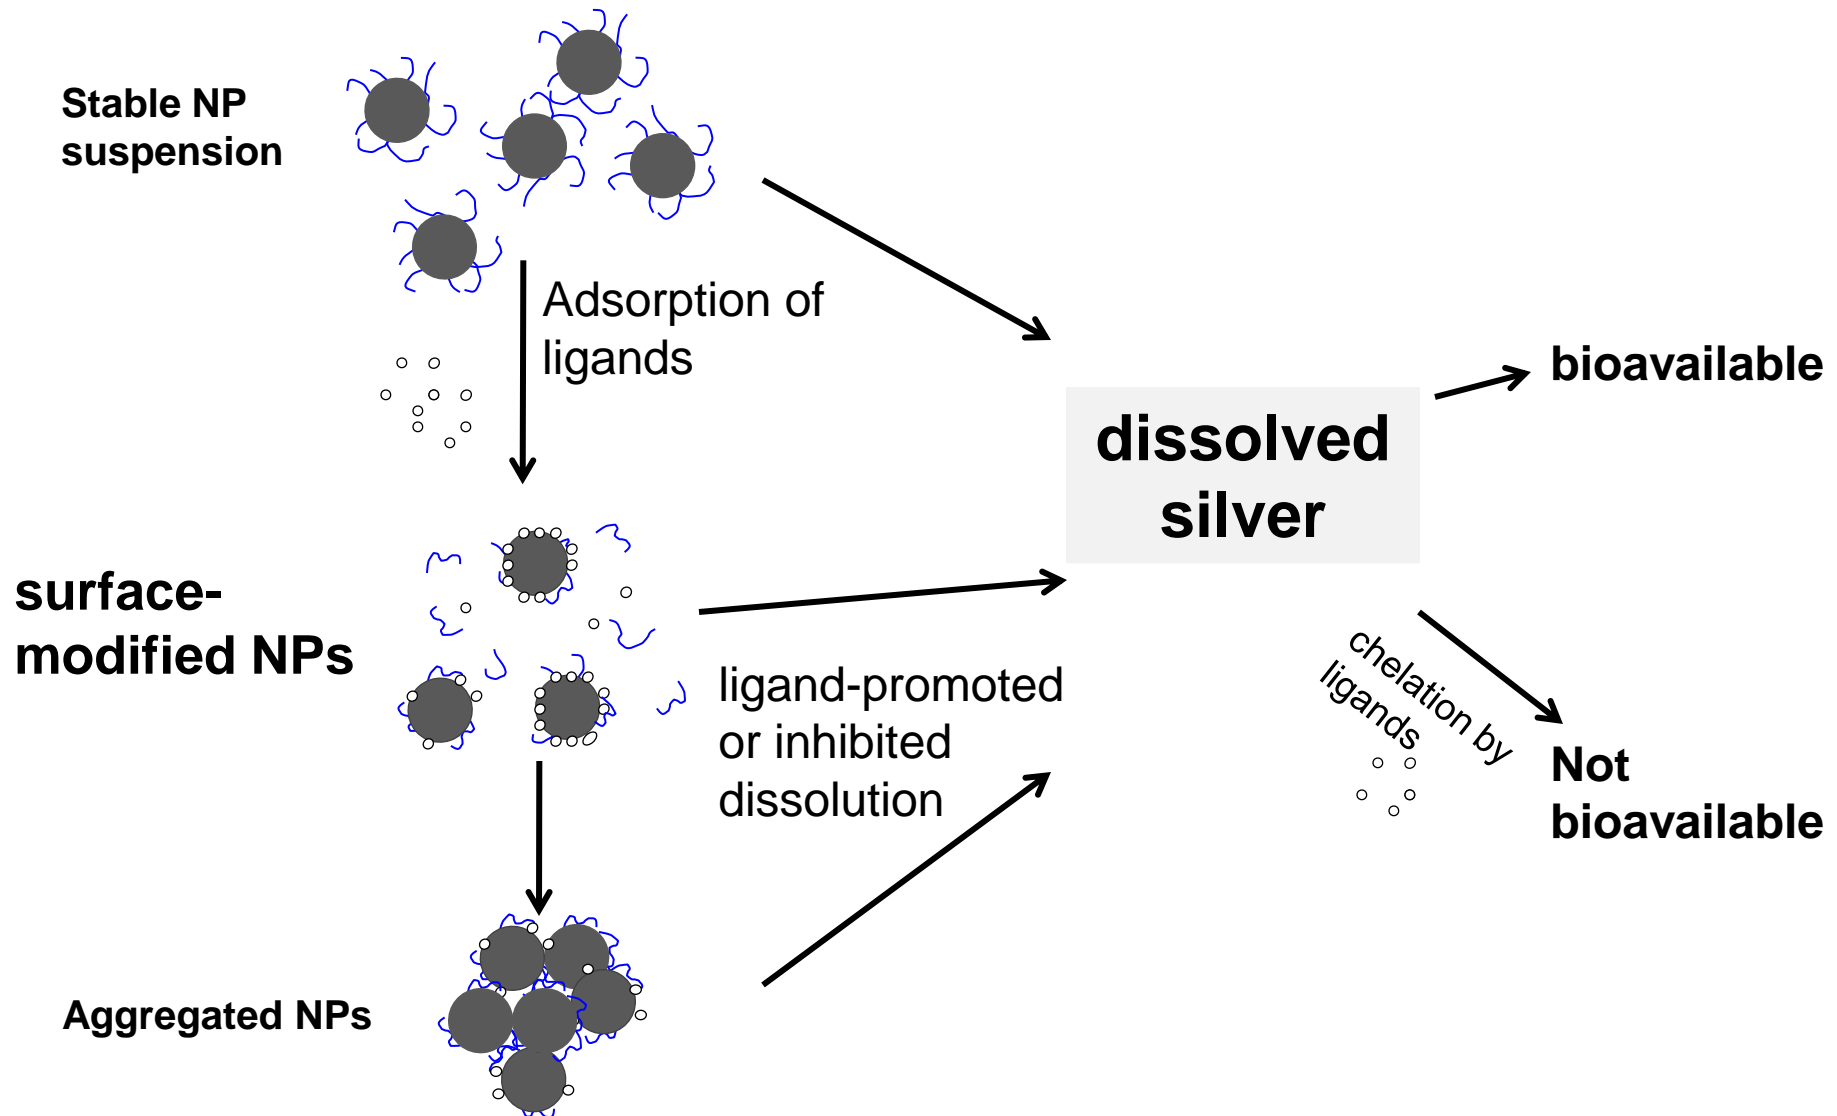 Stable NP
suspension
Adsorption of
ligands
bioavailable
dissolved
silver
surface-
modified NPs
ligand-promoted
or inhibited
dissolution
chelation by
ligands
Not
bioavailable
Aggregated NPs